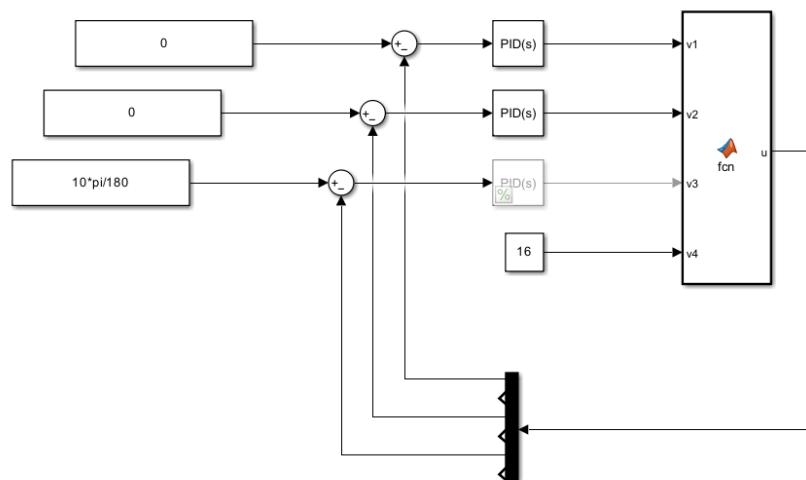 0
+
−
PID(s)
v1
0
+
−
PID(s)
v2
u
fcn
10*pi/180
+
−
PID(s)
%
v3
16
v4